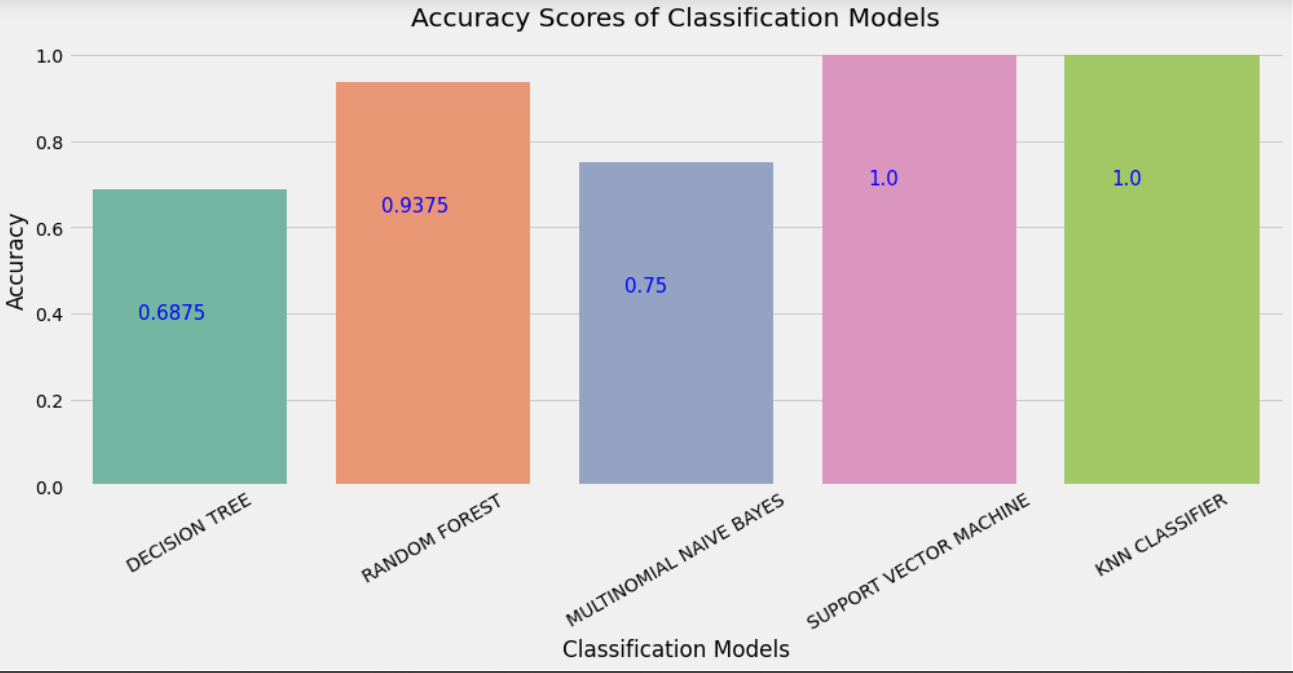 Accuracy Scores of Classification Models
Accuracy
1.0
0.8
0.6
0.4
0.2
0.0
0.6875
0.9375
0.75
1.0
1.0
DECISION TREE
RANDOM FOREST
MULTINOMIAL NAIVE BAYES
SUPPORT VECTOR MACHINE
KNN CLASSIFIER
Classification Models